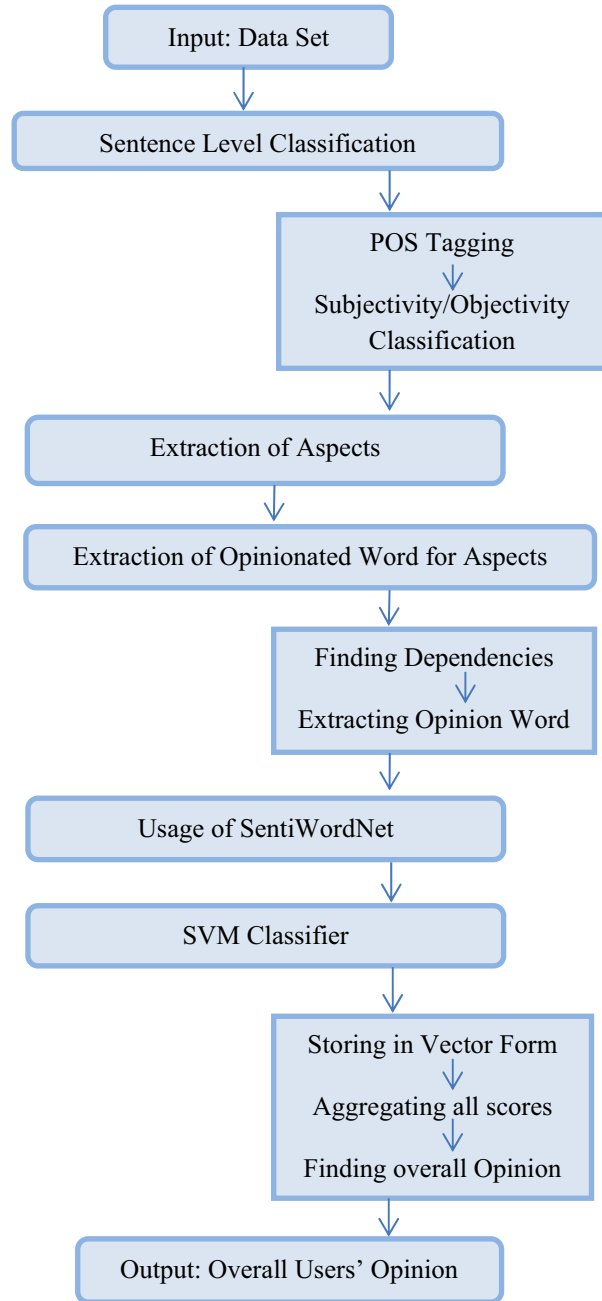 Input: Data Set
Sentence Level Classification
POS Tagging
Subjectivity/Objectivity
Classification
Extraction of Aspects
Extraction of Opinionated Word for Aspects
Finding Dependencies
Extracting Opinion Word
Usage of SentiWordNet
SVM Classifier
Storing in Vector Form
Aggregating all scores
Finding overall Opinion
Output: Overall Users’ Opinion